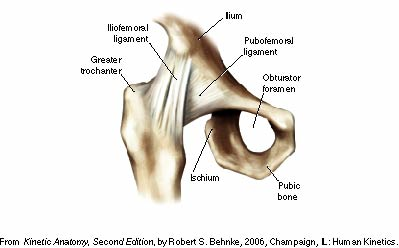 Ilium
Iliofemoral
ligament
Pubofemoral
ligament
Greater
trochanter
Obturator
foramen
Ischium
Pubic
bone
From Kinetic Anatomy, Second Edition, by Robert S. Behnke, 2006, Champaign, IL: Human Kinetics.